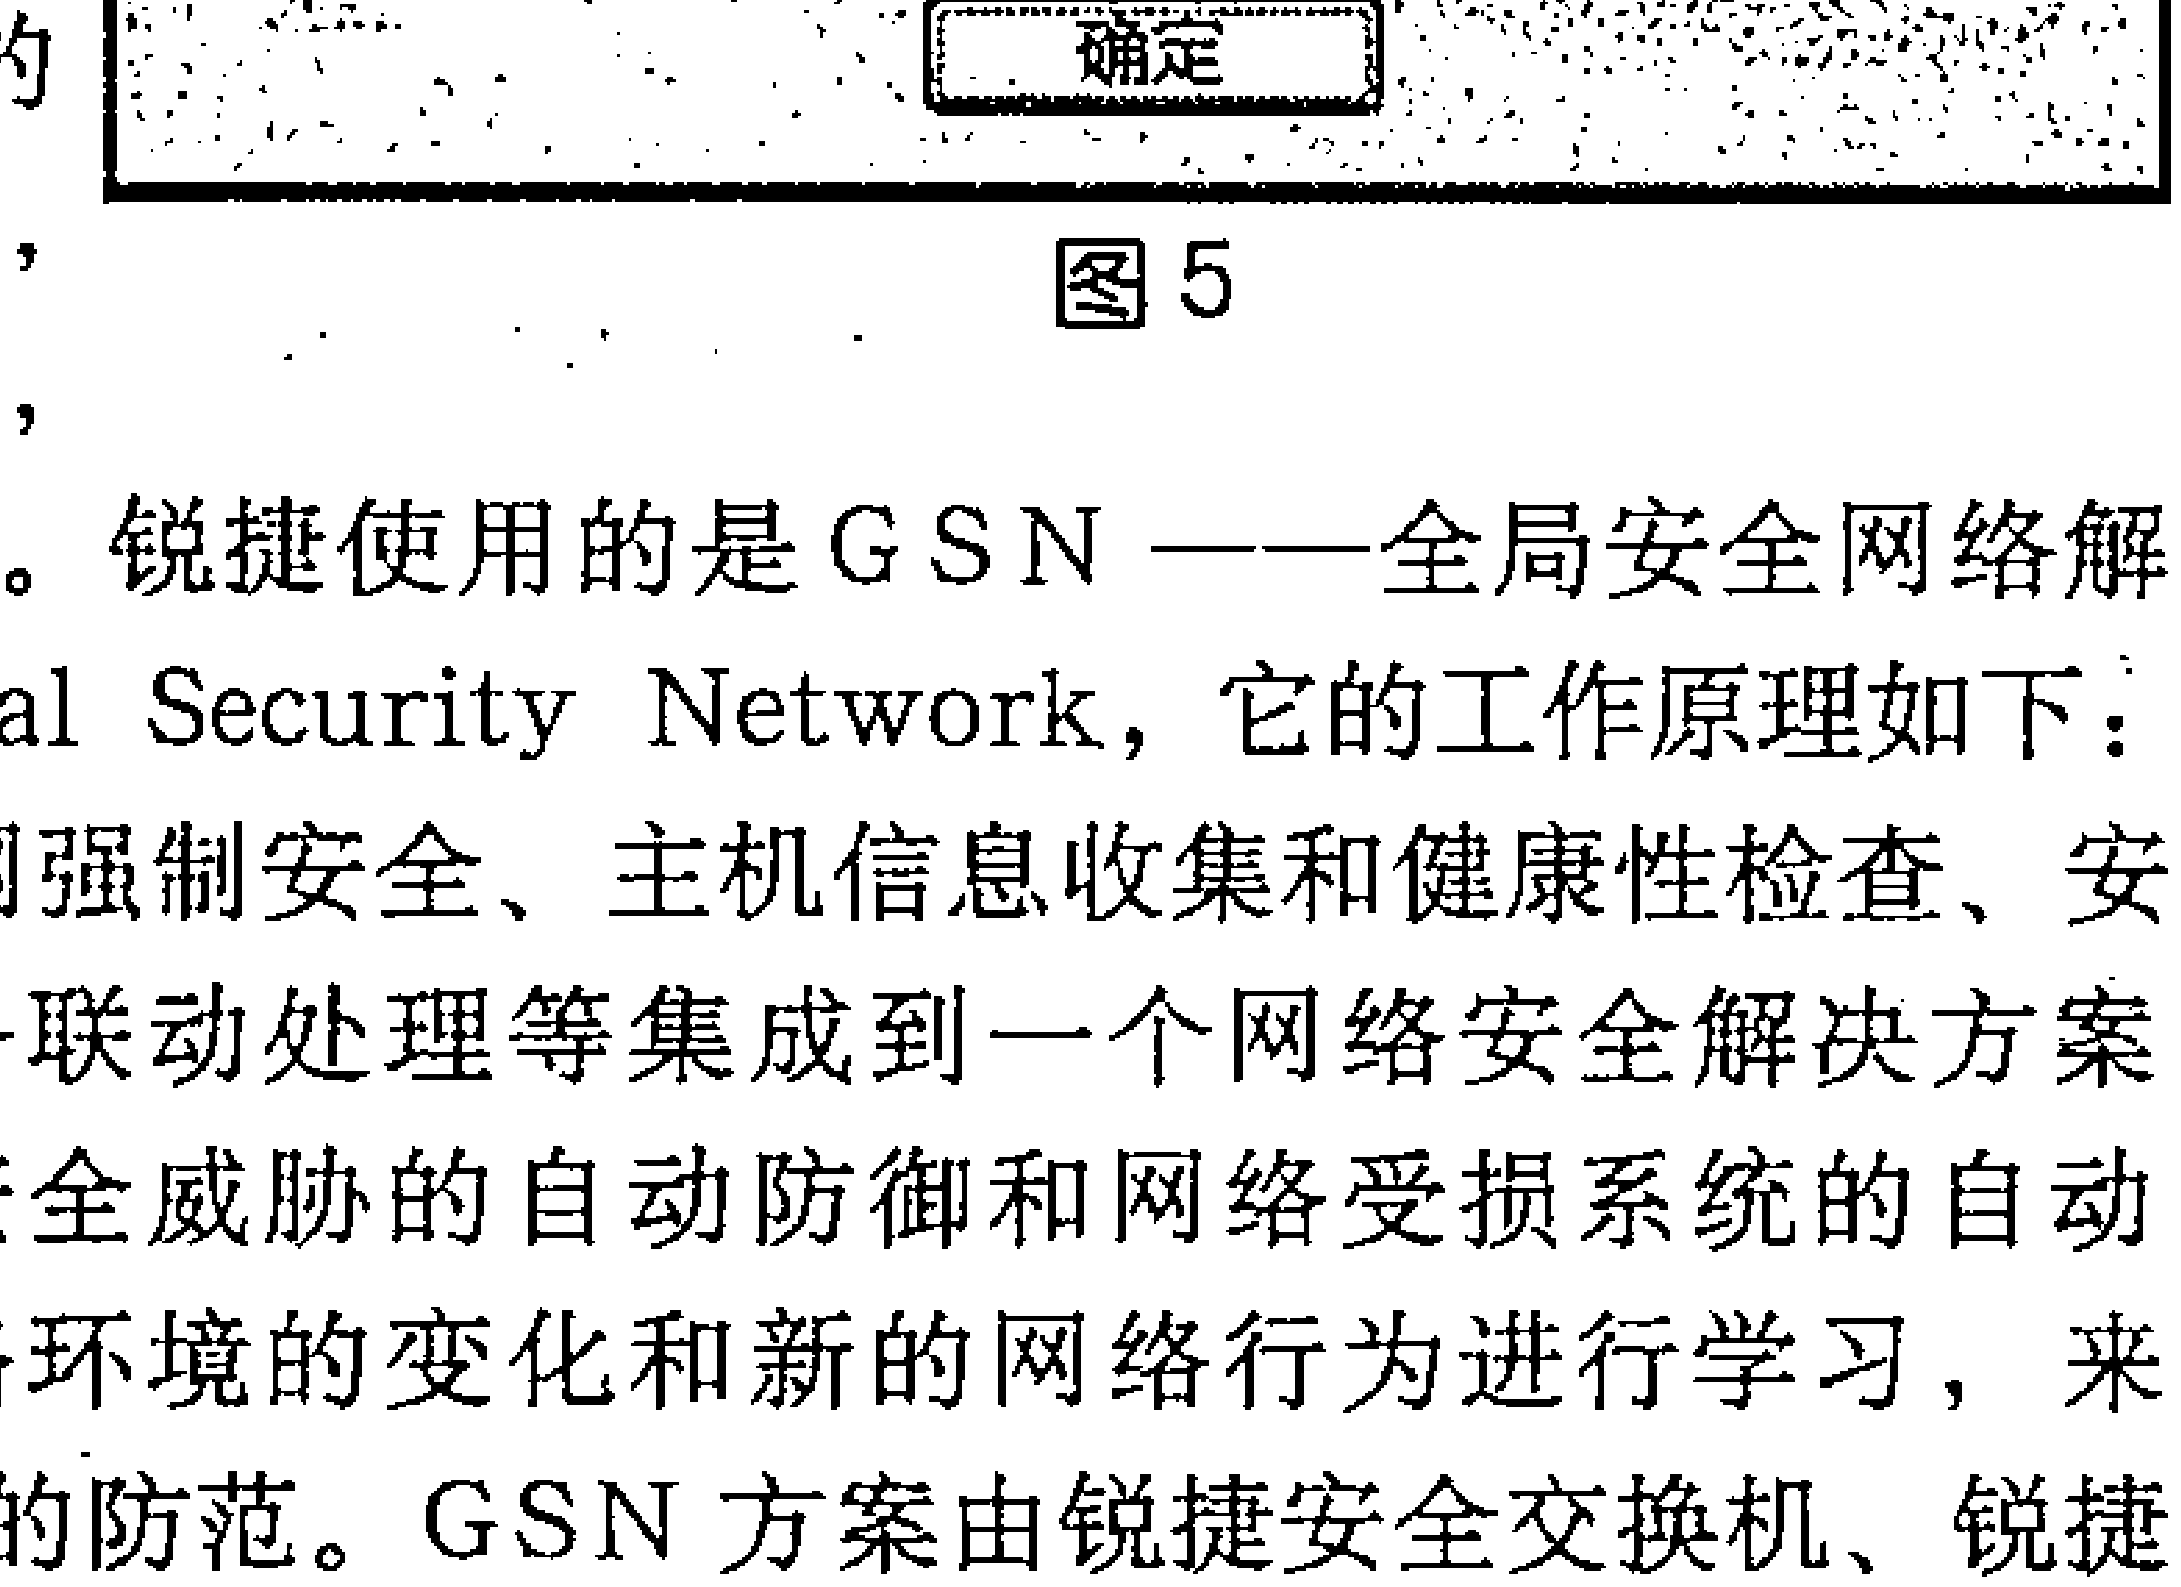 确定
的
图 5
，
，
。锐捷使用的是GSN——全局安全网络解
al Security Network，它的工作原理如下：
强制安全、主机信息收集和健康性检查、安
联动处理等集成到一个网络安全解决方案
全威胁的自动防御和网络受损系统的自动
环境的变化和新的网络行为进行学习，来
的防范。GSN 方案由锐捷安全交换机、锐捷